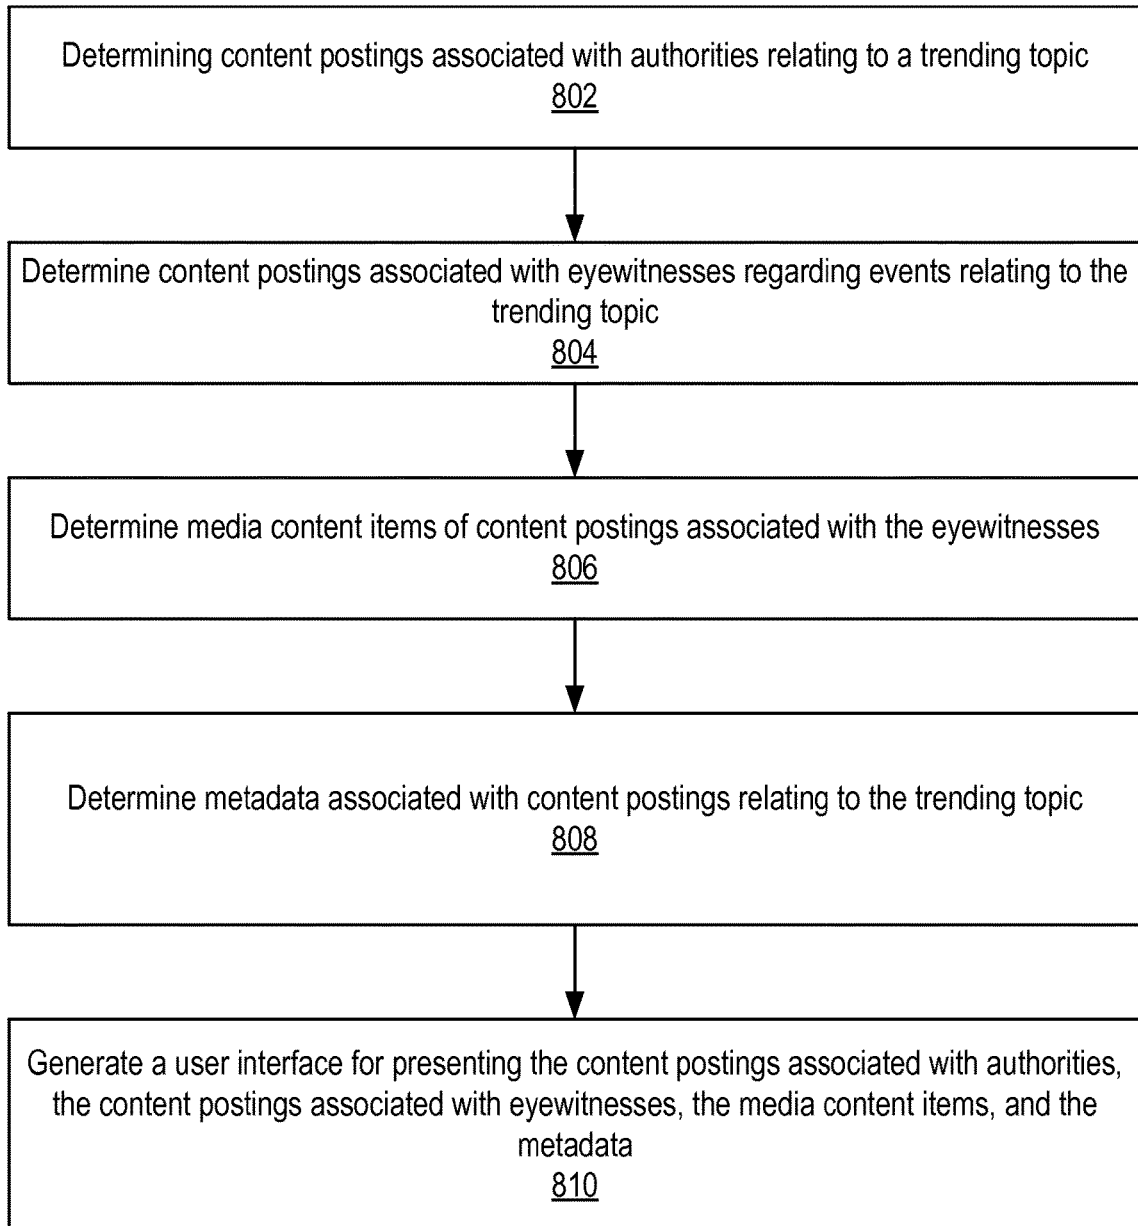 Determining content postings associated with authorities relating to a trending topic
802
Determine content postings associated with eyewitnesses regarding events relating to the
trending topic
804
Determine media content items of content postings associated with the eyewitnesses
806
Determine metadata associated with content postings relating to the trending topic
808
Generate a user interface for presenting the content postings associated with authorities,
the content postings associated with eyewitnesses, the media content items, and the
metadata
810